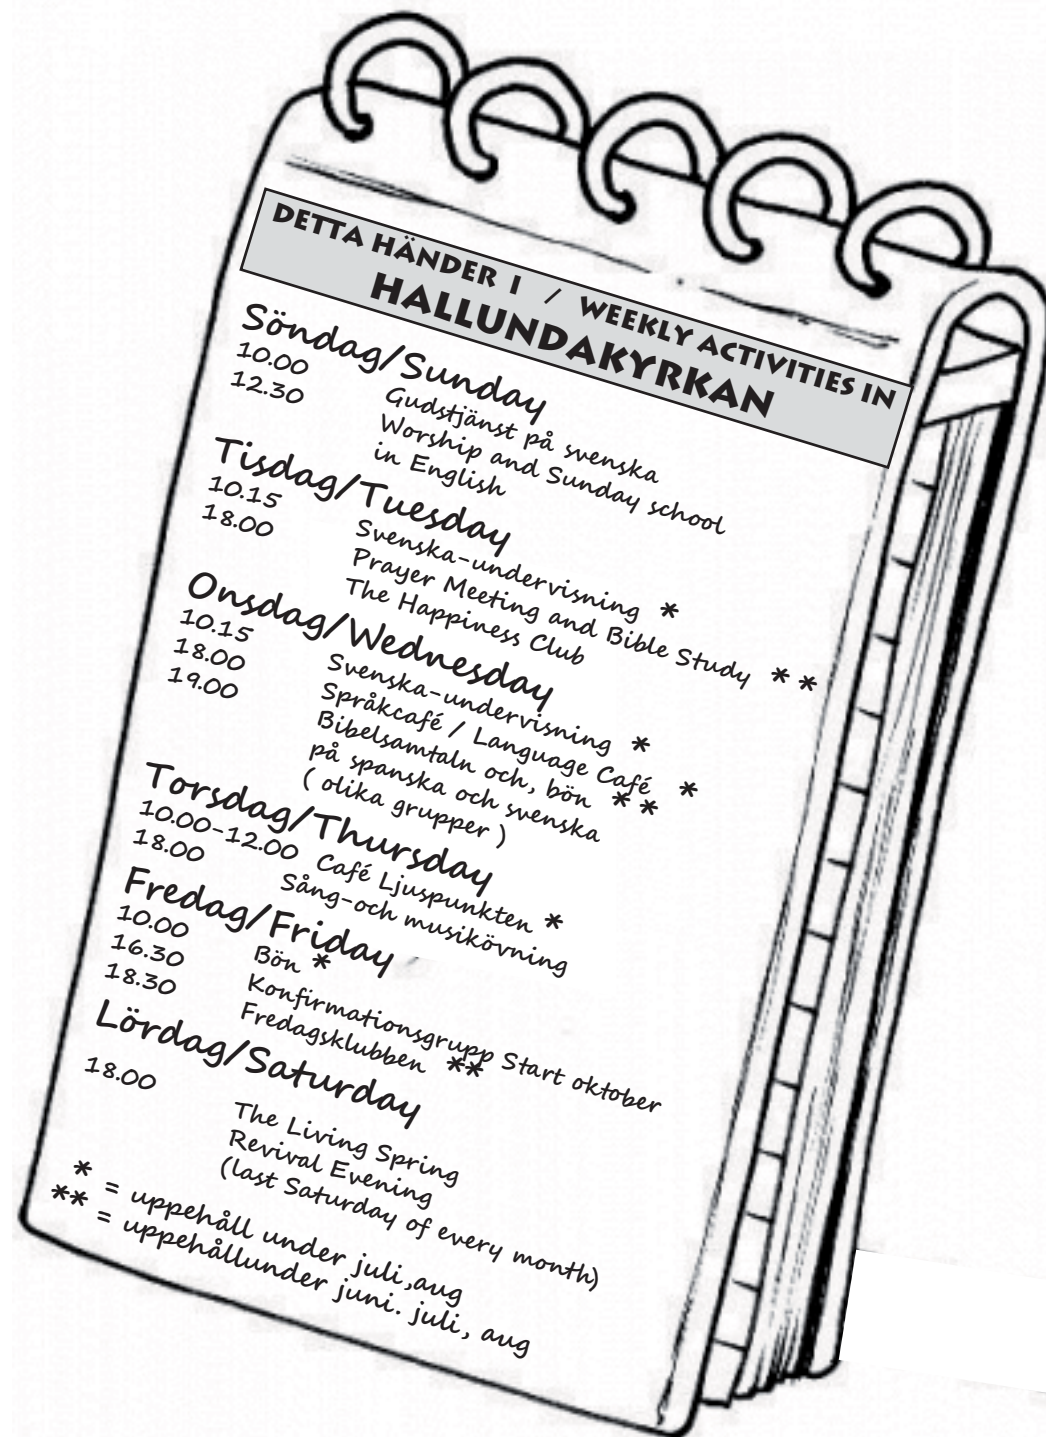 DETTA HÄNDER I / WEEKLY ACTIVITIES IN
HALLUNDAKYRKAN
Söndag/Sunday
10.00 Gudstjänst på svenska
12.30 Worship and Sunday school
in English
Tisdag/Tuesday
10.15 Svenska-undervisning *
18.00 Prayer Meeting and Bible Study **
The Happiness Club
Onsdag/Wednesday
10.15 Svenska-undervisning *
18.00 Språkcafé / Language Café *
19.00 Bibelsamtaln och, bön **
på spanska och svenska
( olika grupper )
Torsdag/Thursday
10.00-12.00 Café Ljuspunkten *
18.00 Sång-och musikövning
Fredag/Friday
10.00 Bön *
16.30 Konfirmationsgrupp Start oktober
18.30 Fredagsklubben **
Lördag/Saturday
18.00 The Living Spring
Revival Evening
(last Saturday of every month)
* = uppehåll under juli,aug
** = uppehållunder juni. juli, aug